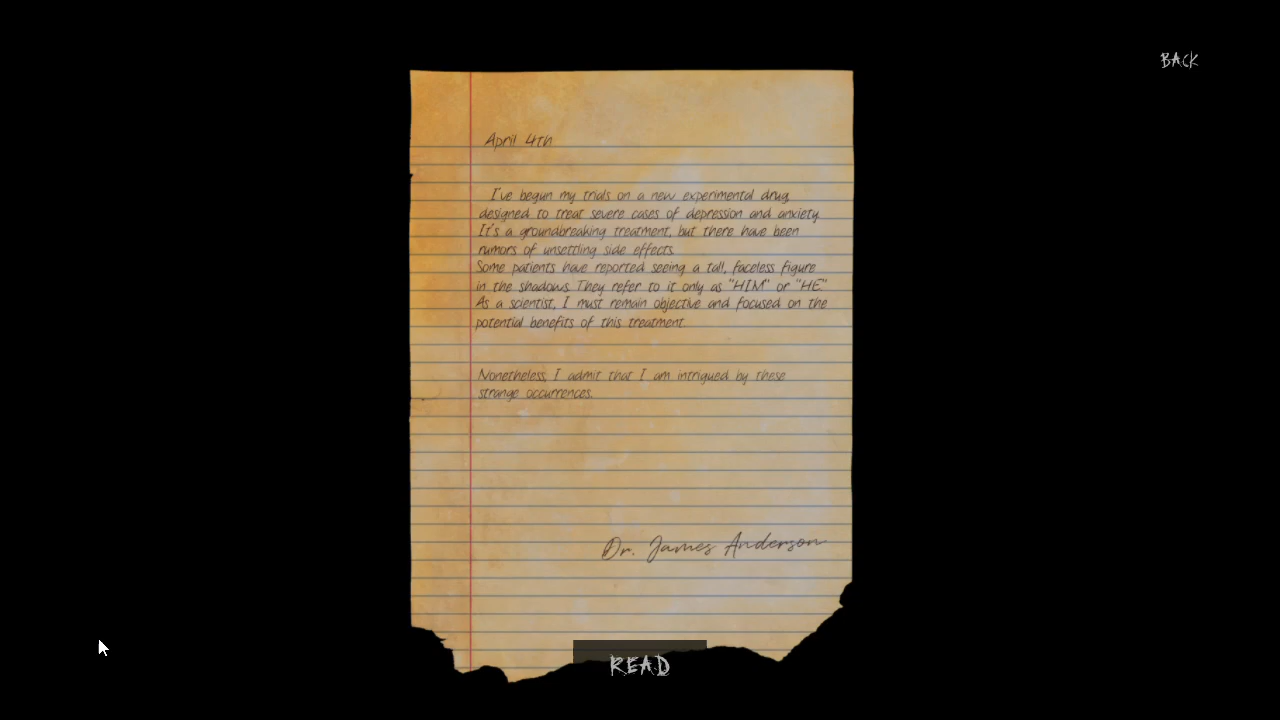 BACK
April 4th
I've begun my trials on a new experimental drug,
designed to treat severe cases of depression and anxiety.
It's a groundbreaking treatment, but there have been
rumors of unsettling side effects.
Some patients have reported seeing a tall, faceless figure
in the shadows. They refer to it only as "HIM" or "HE."
As a scientist, I must remain objective and focused on the
potential benefits of this treatment.
Nonetheless, I admit that I am intrigued by these
strange occurrences.
Dr. James Anderson
READ